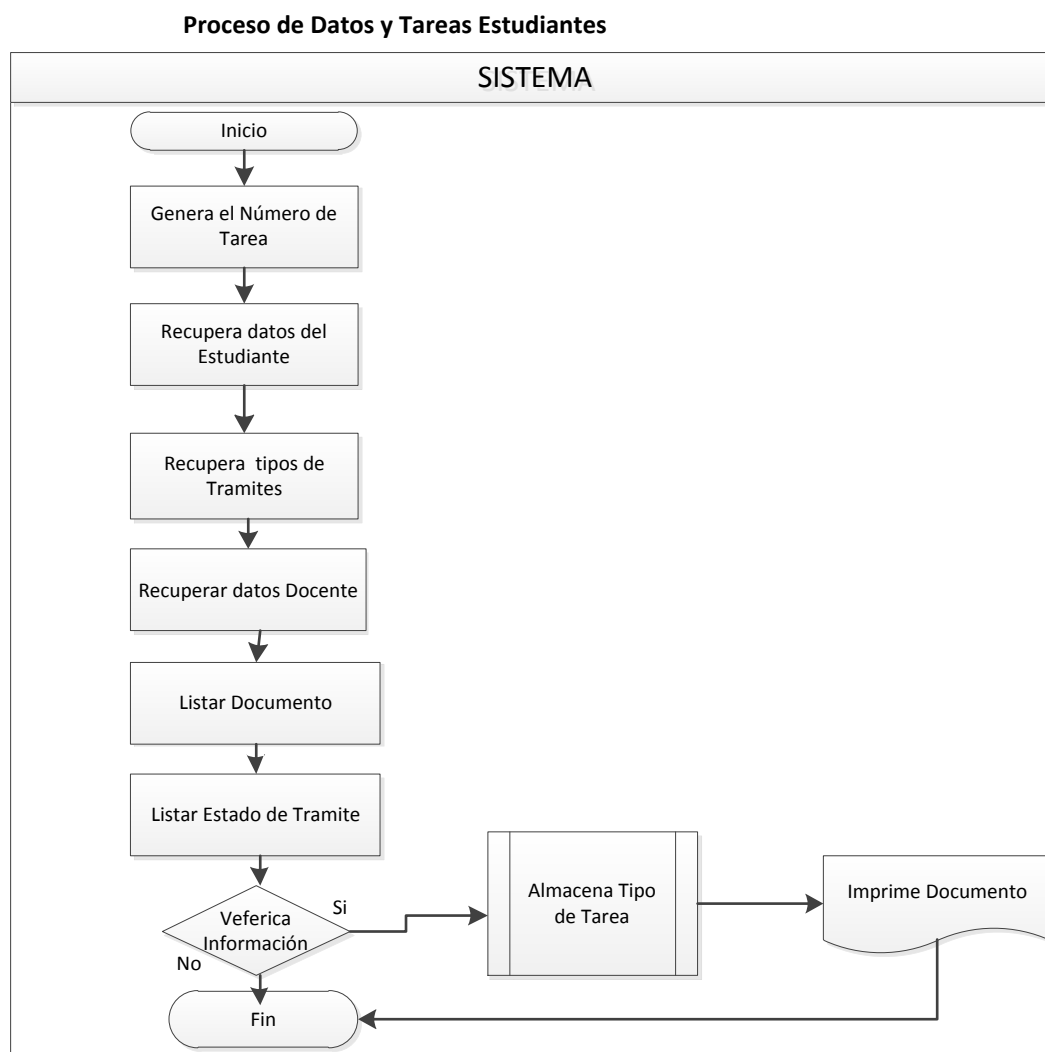 Proceso de Datos y Tareas Estudiantes
SISTEMA
Inicio
Genera el Número de
Tarea
Recupera datos del
Estudiante
Recupera  tipos de
Tramites
Recuperar datos Docente
Listar Documento
Listar Estado de Tramite
Veferica
Información
Si
No
Almacena Tipo
de Tarea
Imprime Documento
Fin